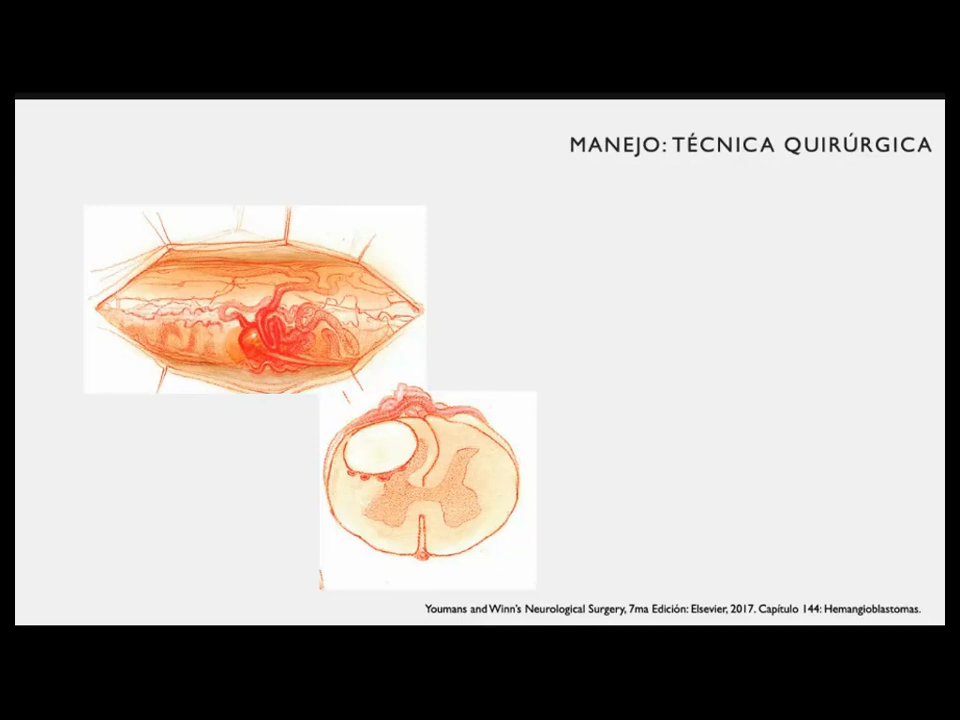 MANEJO: TÉCNICA QUIRÚRGICA
Youmans and Winn's Neurological Surgery, 7ma Edición: Elsevier, 2017. Capítulo 144: Hemangioblastomas.